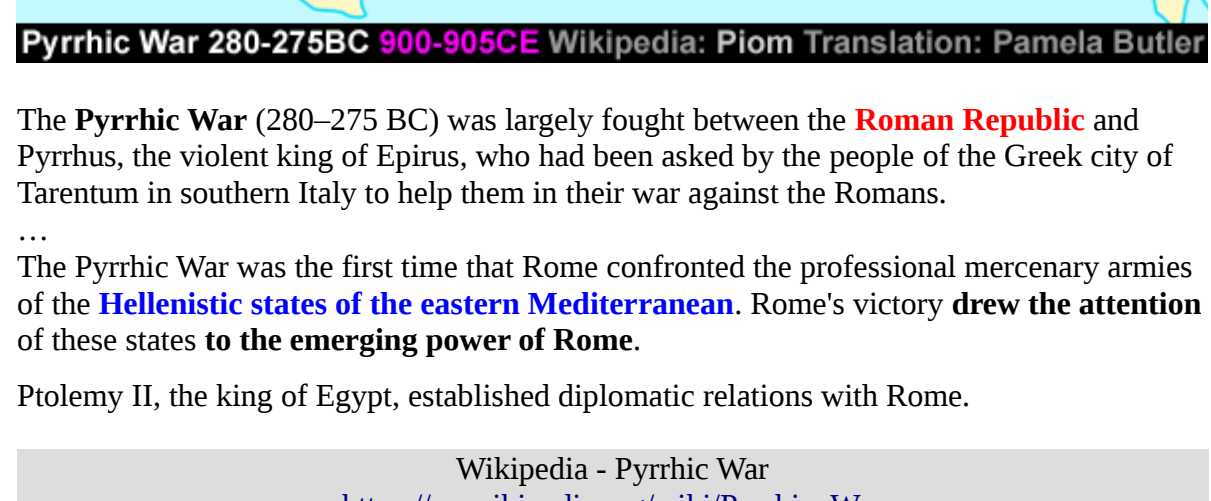 Pyrrhic War 280-275BC 900-905CE Wikipedia: Piom Translation: Pamela Butler
The Pyrrhic War (280–275 BC) was largely fought between the Roman Republic and
Pyrrhus, the violent king of Epirus, who had been asked by the people of the Greek city of
Tarentum in southern Italy to help them in their war against the Romans.
…
The Pyrrhic War was the first time that Rome confronted the professional mercenary armies
of the Hellenistic states of the eastern Mediterranean. Rome's victory drew the attention
of these states to the emerging power of Rome.
Ptolemy II, the king of Egypt, established diplomatic relations with Rome.
Wikipedia - Pyrrhic War